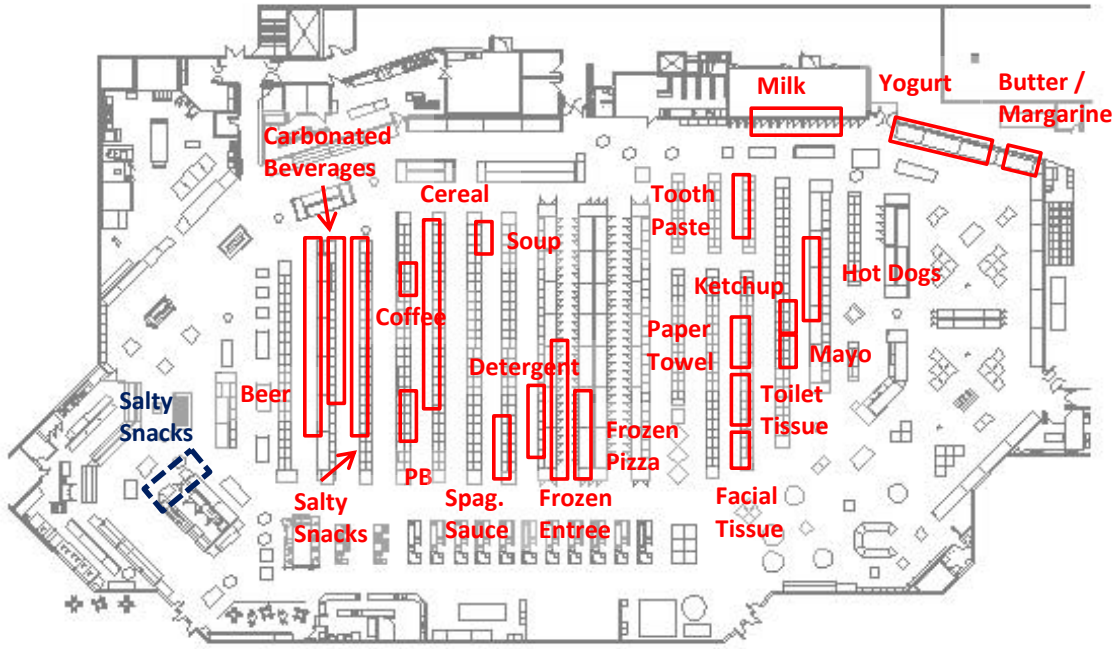 Milk
Yogurt
Butter /
Margarine
Carbonated
Beverages
Cereal
Tooth
Paste
Soup
Hot Dogs
Ketchup
Coffee
Paper
Towel
Mayo
Detergent
Beer
Salty
Snacks
Toilet
Tissue
Frozen
Pizza
PB
Salty
Snacks
Spag.
Sauce
Frozen
Entree
Facial
Tissue